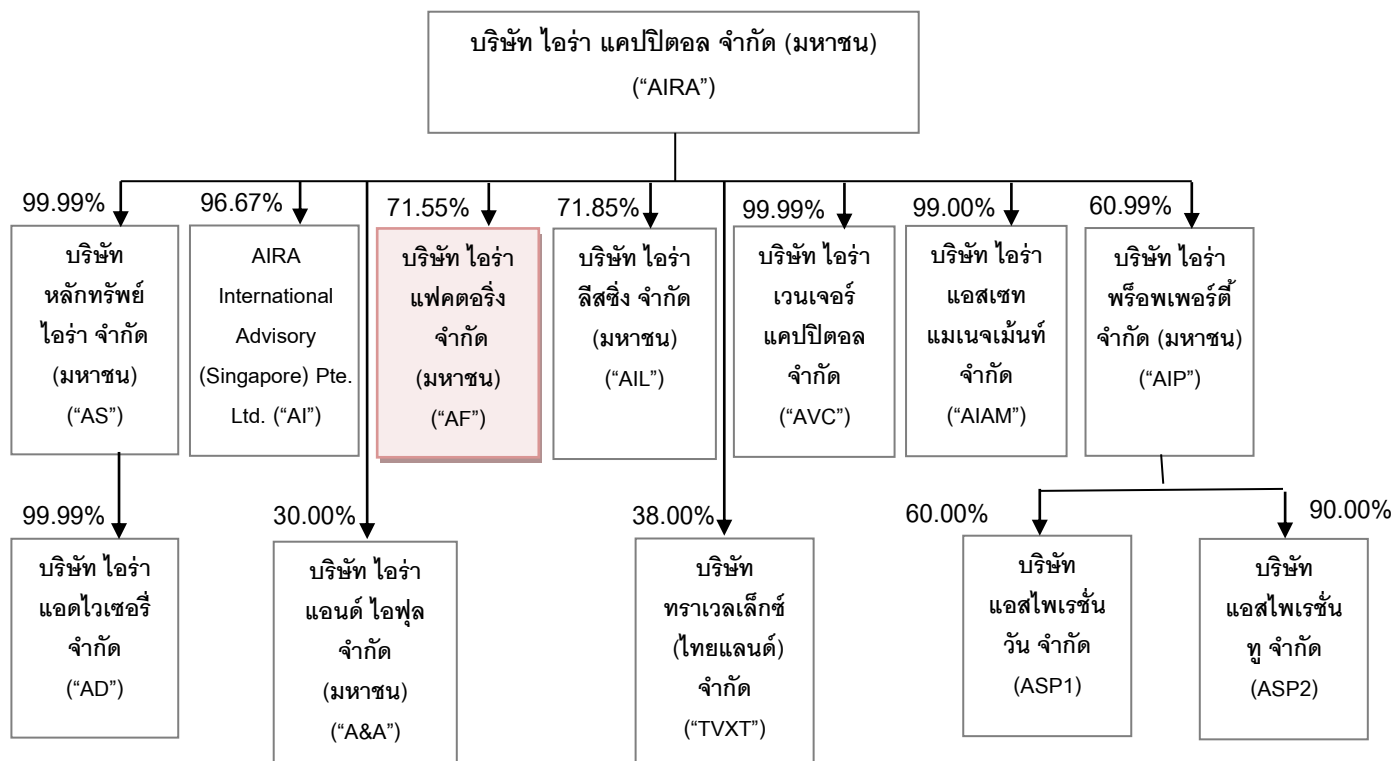 บริษัท ไอร่า แคปปิตอล จำกัด (มหาชน)
("AIRA")
99.99%
บริษัท
หลักทรัพย์
ไอร่า จำกัด
(มหาชน)
("AS")
96.67%
AIRA
International
Advisory
(Singapore) Pte.
Ltd. ("AI")
71.55%
บริษัท ไอร่า
แฟคตอริ่ง
จำกัด
(มหาชน)
("AF")
71.85%
บริษัท ไอร่า
ลีสซิ่ง จำกัด
(มหาชน)
("AIL")
99.99%
บริษัท ไอร่า
เวนเจอร์
แคปปิตอล
จำกัด
("AVC")
99.00%
บริษัท ไอร่า
แอสเซท
แมเนจเม้นท์
จำกัด
("AIAM")
60.99%
บริษัท ไอร่า
พร็อพเพอร์ตี้
จำกัด (มหาชน)
("AIP")
99.99%
บริษัท ไอร่า
แอดไวเซอรี่
จำกัด
("AD")
30.00%
บริษัท ไอร่า
แอนด์ ไอฟุล
จำกัด
(มหาชน)
("A&A")
38.00%
บริษัท
ทราเวลเล็กซ์
(ไทยแลนด์)
จำกัด
("TVXT")
60.00%
บริษัท
แอสไพเรชั่น
วัน จำกัด
(ASP1)
90.00%
บริษัท
แอสไพเรชั่น
ทู จำกัด
(ASP2)